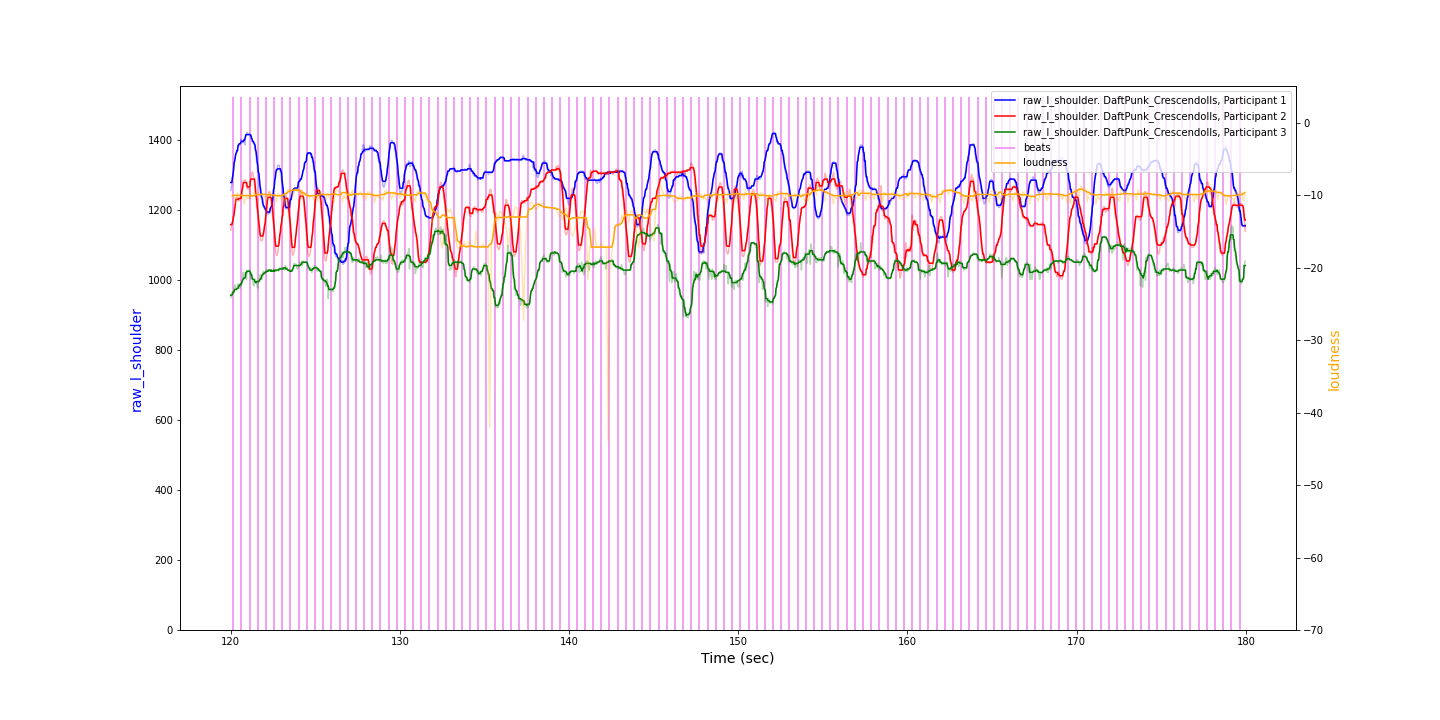 raw_l_shoulder. DaftPunk_Crescendolls, Participant 1
raw_l_shoulder. DaftPunk_Crescendolls, Participant 2
raw_l_shoulder. DaftPunk_Crescendolls, Participant 3
beats
loudness
1400
1200
1000
800
600
400
200
0
raw_l_shoulder
0
−10
−20
−30
−40
−50
−60
−70
loudness
120
130
140
150
160
170
180
Time (sec)